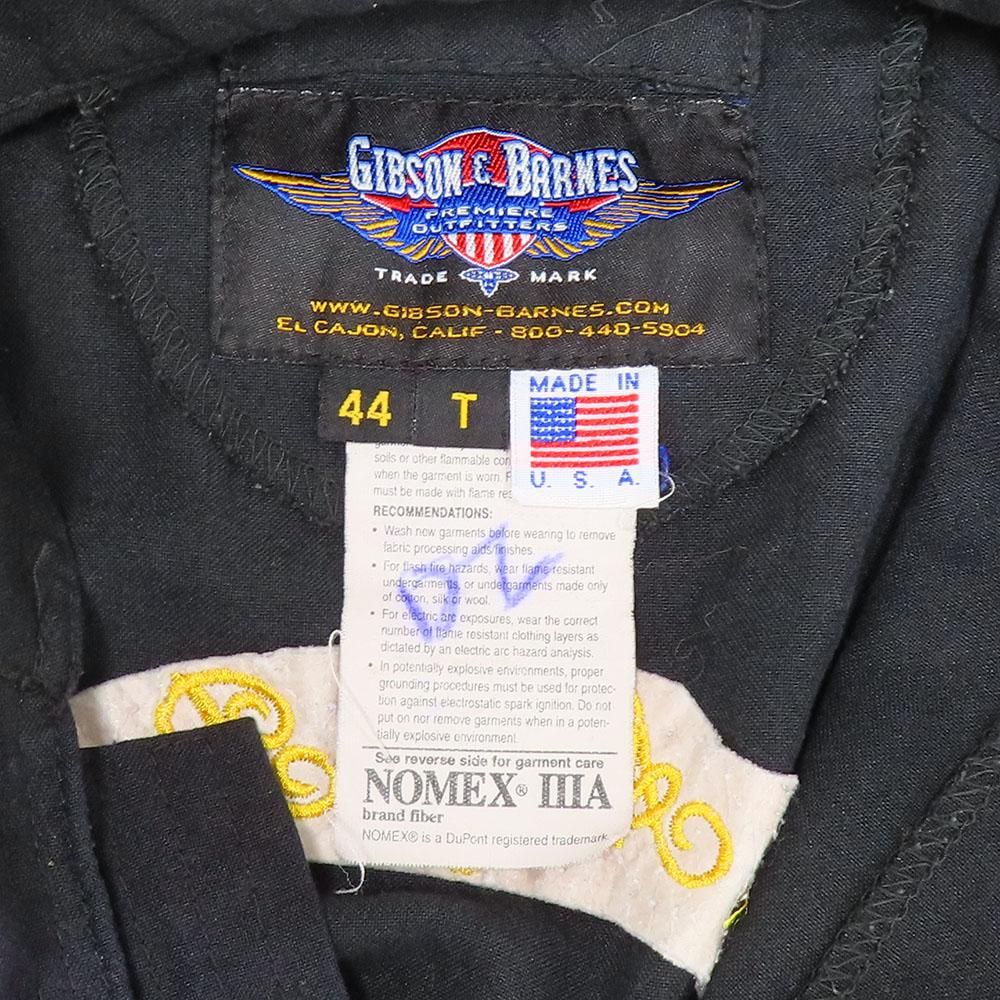 GIBSON & BARNES
PREMIERE
OUTFITTERS
TRADE MARK
WWW.GIBSON-BARNES.COM
EL CAJON, CALIF - 800-440-5904
44 T
MADE IN
U. S. A.
soils or other flammable
when the garment is worn.
must be made with flame
RECOMMENDATIONS:
• Wash new garments before wearing to remove
fabric processing aids/finishes.
• For flash fire hazards, wear flame resistant
undergarments, or undergarments made only
of cotton, silk or wool.
• For electric arc exposures, wear the correct
number of flame resistant clothing layers as
dictated by an electric arc hazard analysis.
• In potentially explosive environments, proper
grounding procedures must be used for protec-
tion against electrostatic spark ignition. Do not
put on nor remove garments when in a poten-
tially explosive environment.
DZ
See reverse side for garment care
NOMEX® IIIA
brand fiber
NOMEX® is a DuPont registered trademark